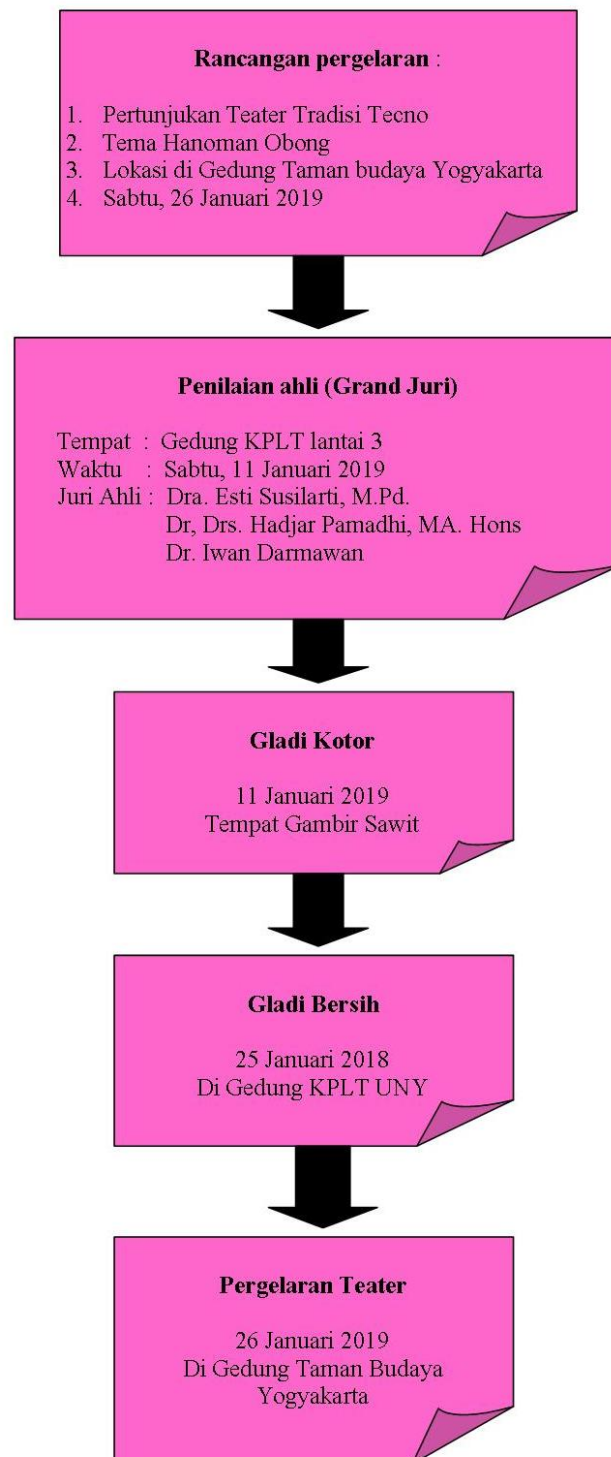 Rancangan pergelaran :
1. Pertunjukan Teater Tradisi Tecno
2. Tema Hanoman Obong
3. Lokasi di Gedung Taman budaya Yogyakarta
4. Sabtu, 26 Januari 2019
Penilaian ahli (Grand Juri)
Tempat : Gedung KPLT lantai 3
Waktu : Sabtu, 11 Januari 2019
Juri Ahli : Dra. Esti Susilarti, M.Pd.
Dr, Drs. Hadjar Pamadhi, MA. Hons
Dr. Iwan Darmawan
Gladi Kotor
11 Januari 2019
Tempat Gambir Sawit
Gladi Bersih
25 Januari 2018
Di Gedung KPLT UNY
Pergelaran Teater
26 Januari 2019
Di Gedung Taman Budaya
Yogyakarta